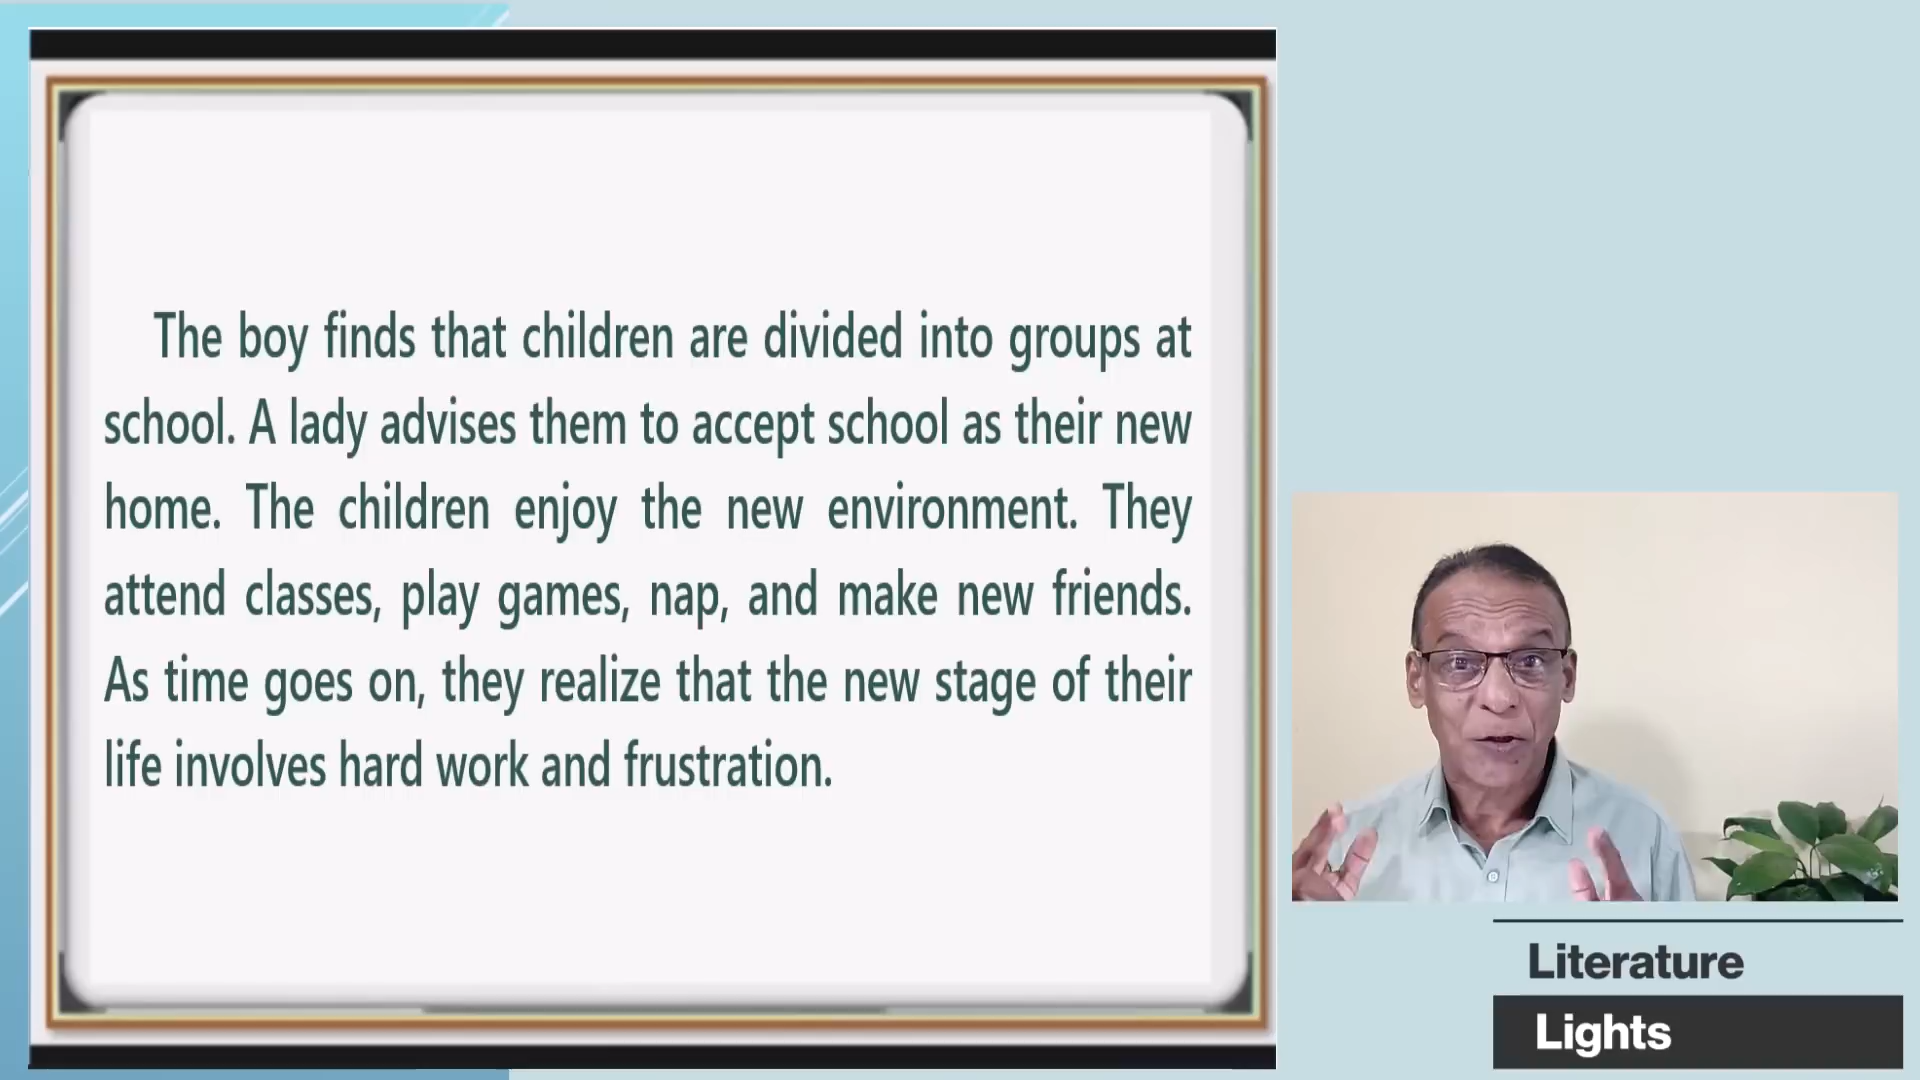 The boy finds that children are divided into groups at
school. A lady advises them to accept school as their new
home. The children enjoy the new environment. They
attend classes, play games, nap, and make new friends.
As time goes on, they realize that the new stage of their
life involves hard work and frustration.
Literature
Lights